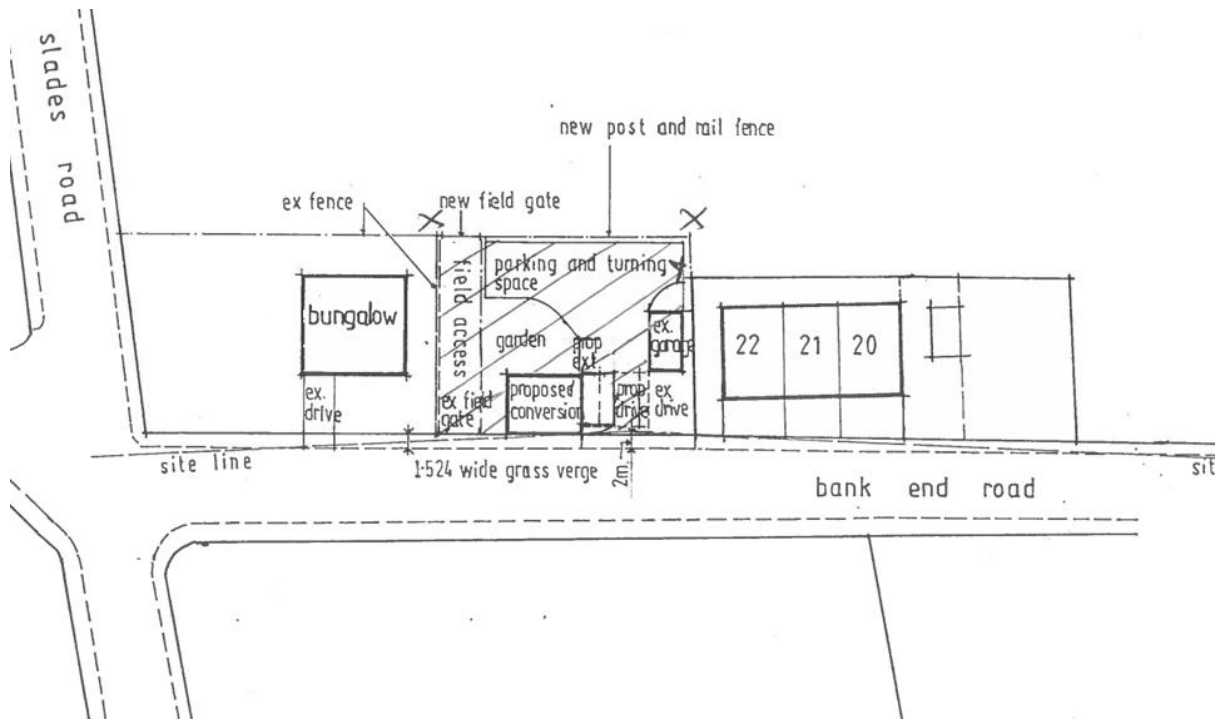 slades road
new post and rail fence
ex fence
new field gate
X
X
parking and turning
space
bungalow
field access
garden
prop
ext
ex.
garage
22
21
20
ex.
drive
ex field
gate
proposed
conversion
prop
drive
ex
drive
site line
1·524 wide grass verge
2m.
bank end road
sit